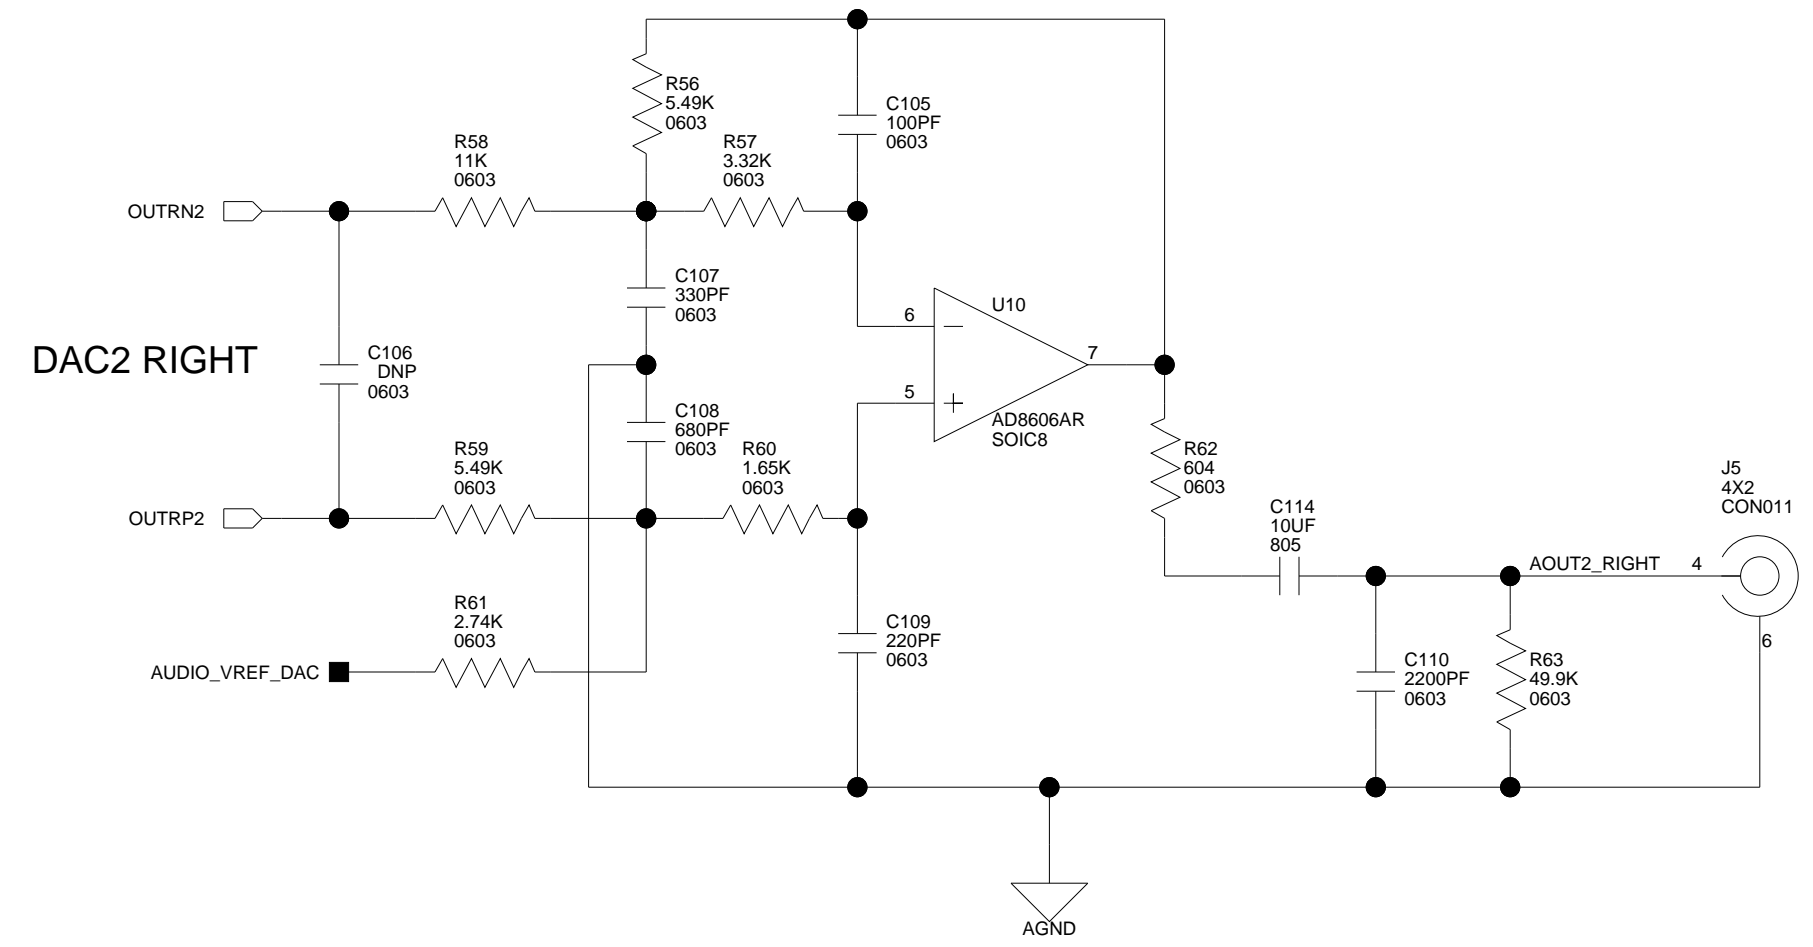 R56
5.49K
0603
C105
100PF
0603
R58
11K
0603
R57
3.32K
0603
OUTRN2
C107
330PF
0603
U10
6
7
DAC2 RIGHT
C106
DNP
0603
5
AD8606AR
SOIC8
C108
680PF
0603
R59
5.49K
0603
R60
1.65K
0603
R62
604
0603
J5
4X2
CON011
OUTRP2
C114
10UF
805
AOUT2_RIGHT
4
R61
2.74K
0603
C109
220PF
0603
6
AUDIO_VREF_DAC
C110
2200PF
0603
R63
49.9K
0603
AGND